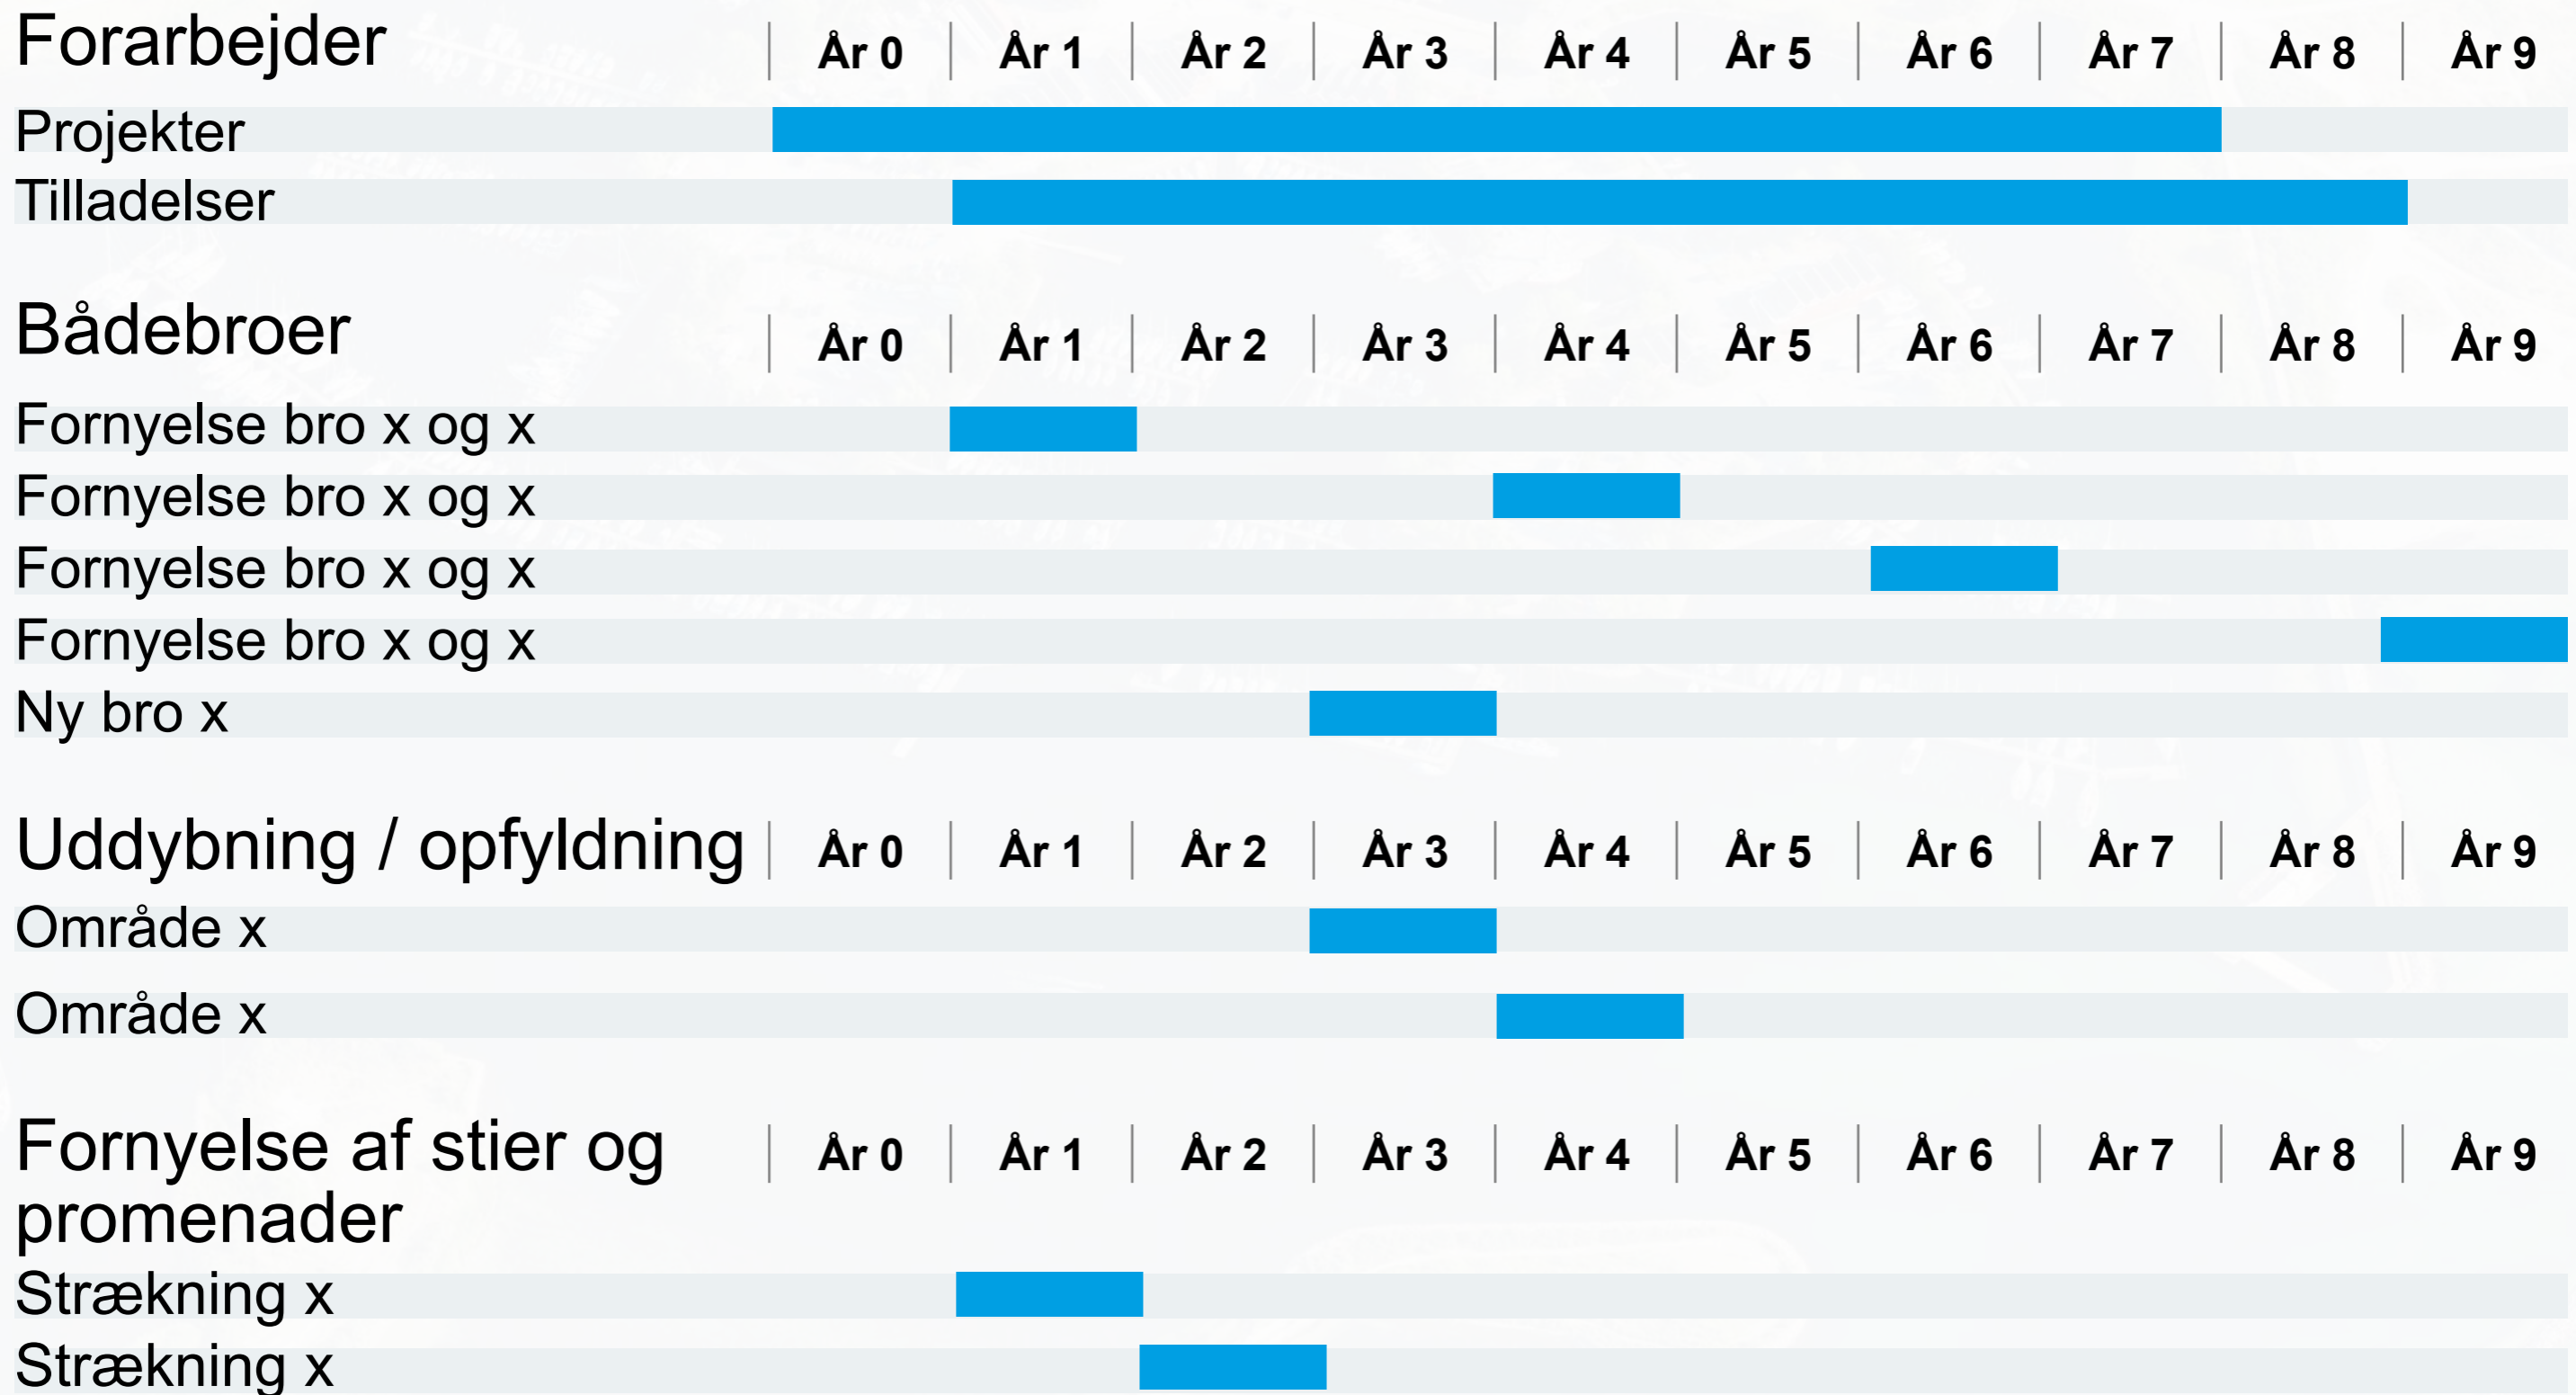 Forarbejder År 0 År 1 År 2 År 3 År 4 År 5 År 6 År 7 År 8 År 9
Projekter
Tilladelser
Bådebroer År 0 År 1 År 2 År 3 År 4 År 5 År 6 År 7 År 8 År 9
Fornyelse bro x og x
Fornyelse bro x og x
Fornyelse bro x og x
Fornyelse bro x og x
Ny bro x
Uddybning / opfyldning År 0 År 1 År 2 År 3 År 4 År 5 År 6 År 7 År 8 År 9
Område x
Område x
Fornyelse af stier og År 0 År 1 År 2 År 3 År 4 År 5 År 6 År 7 År 8 År 9
promenader
Strækning x
Strækning x